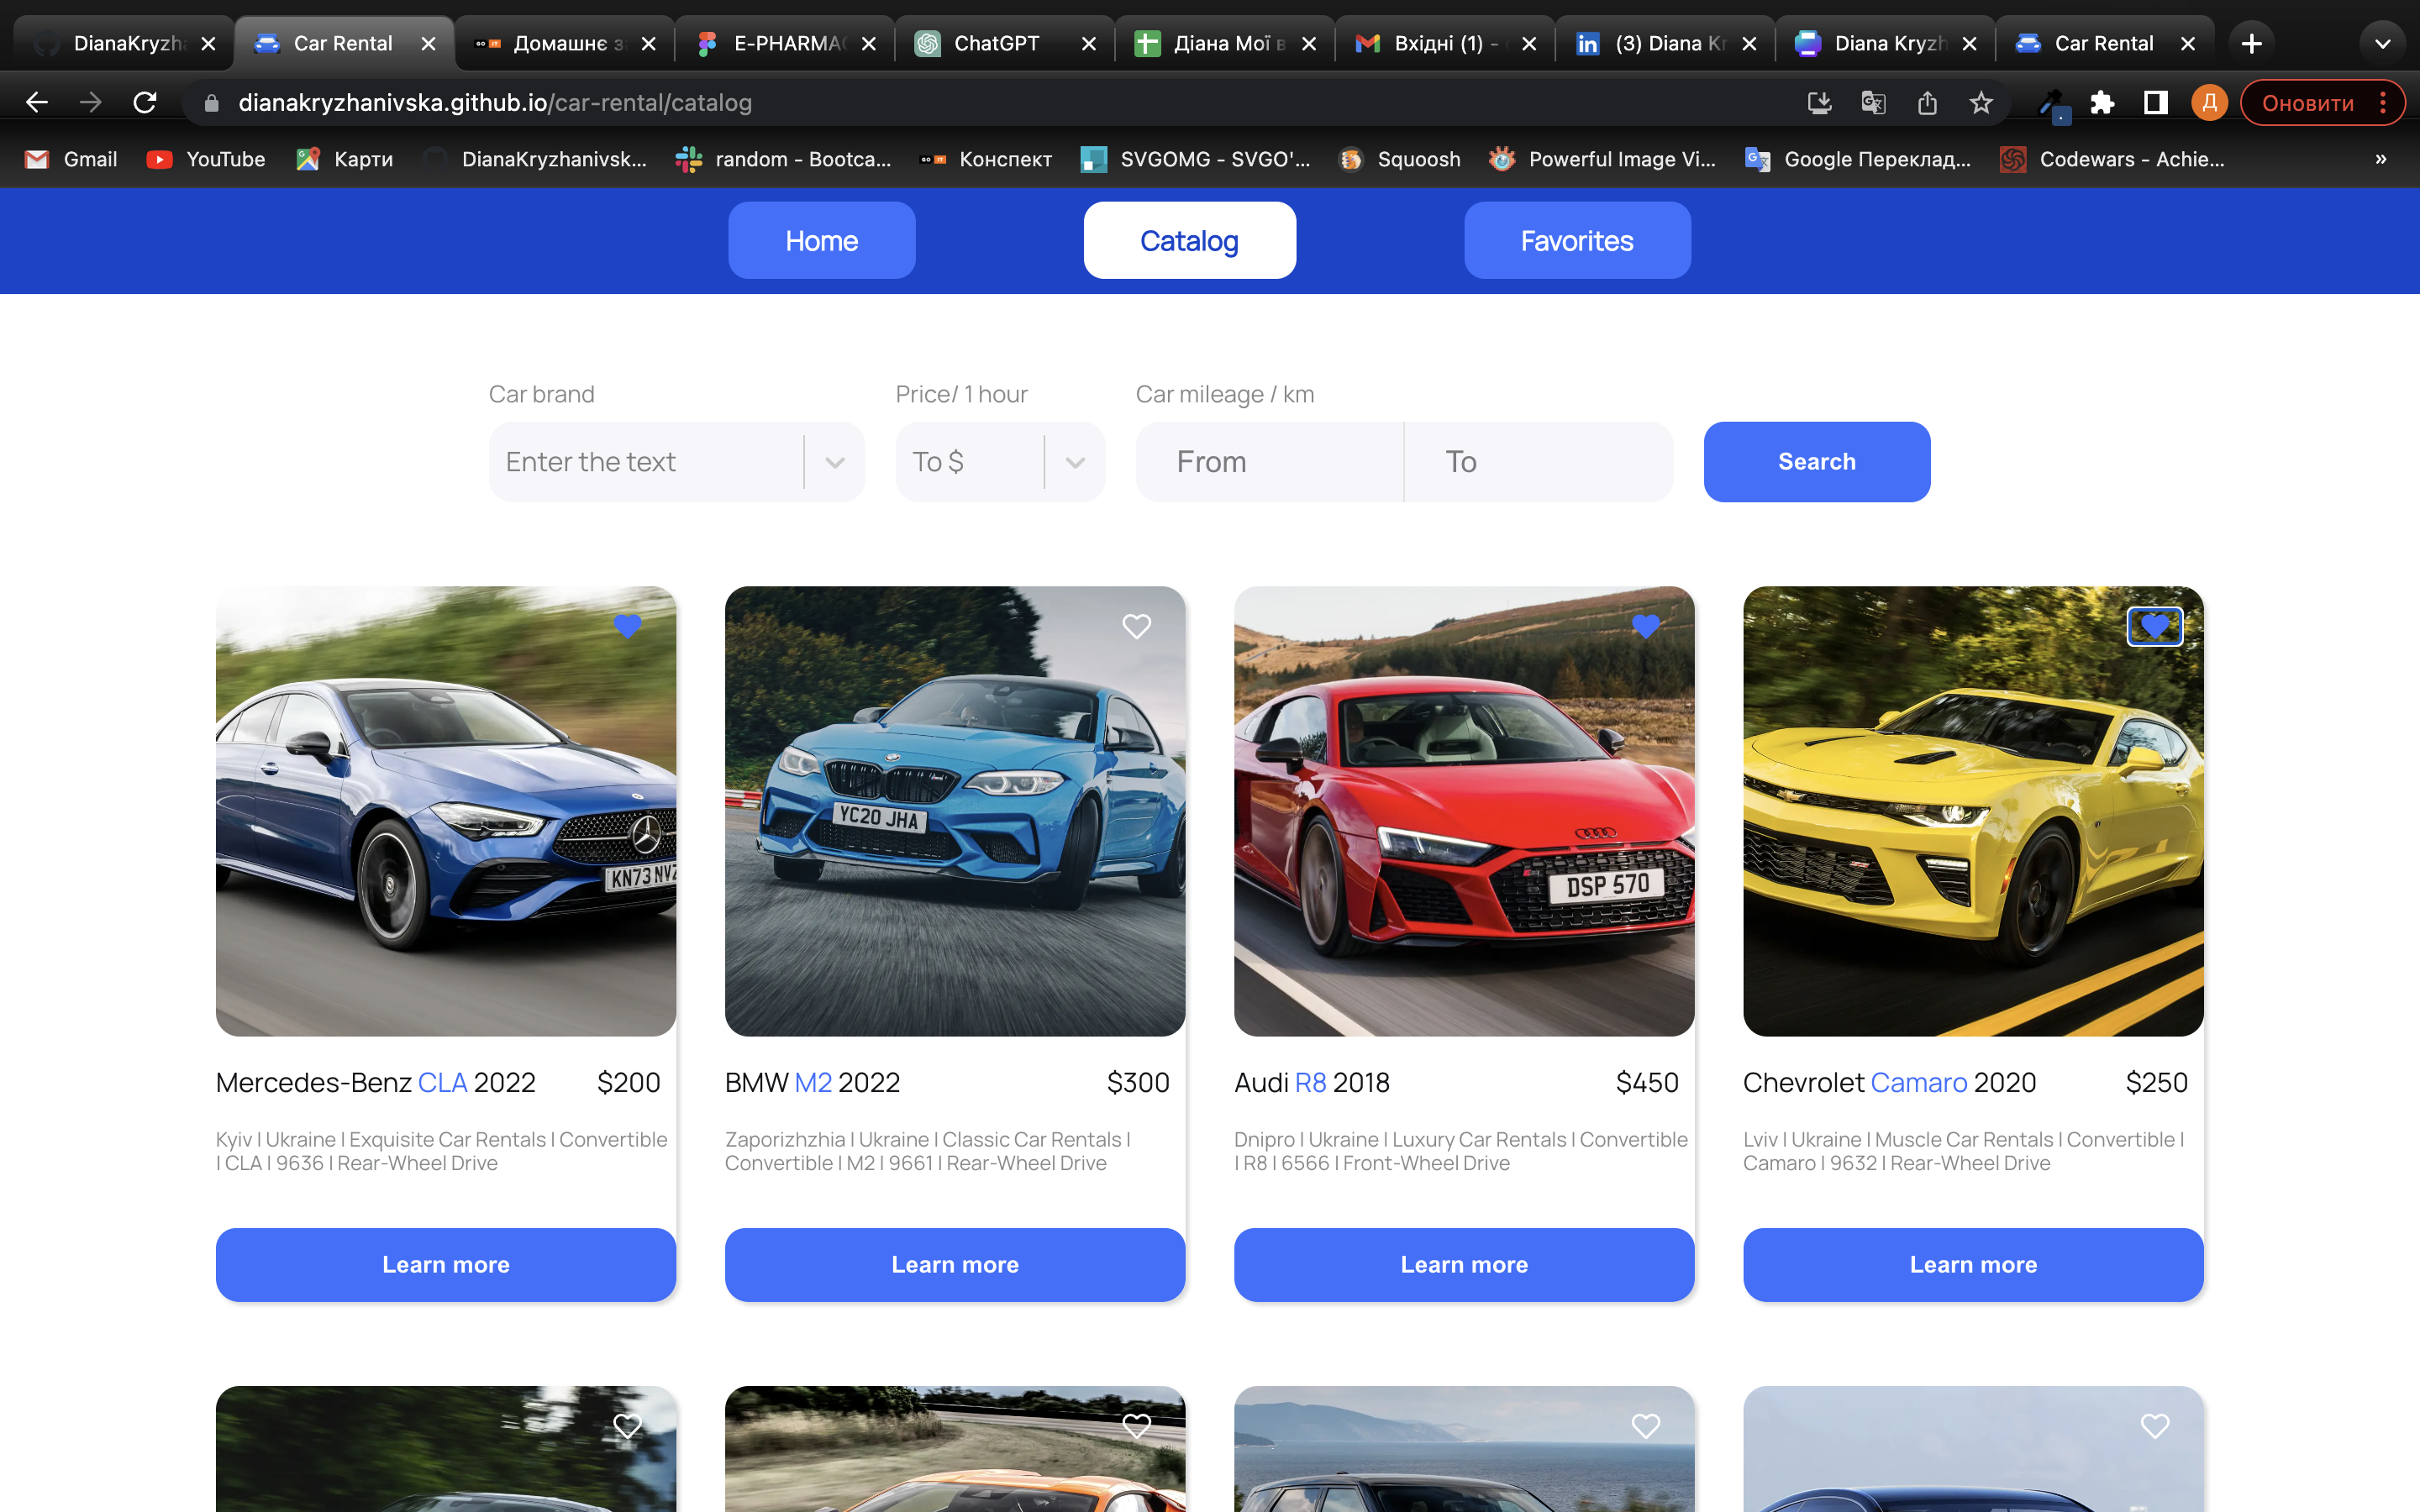 DianaKryzha
Car Rental
Домашнє з
E-PHARMAC
ChatGPT
Діана Мої в
Вхідні (1) -
(3) Diana Kr
Diana Kryzh
Car Rental
dianakryzhanivska.github.io/car-rental/catalog
Д
Оновити
Gmail
YouTube
Карти
DianaKryzhanivsk...
random - Bootca...
Конспект
SVGOMG - SVGO'...
Squoosh
Powerful Image Vi...
Google Переклад...
Codewars - Achie...
»
Home
Catalog
Favorites
Car brand
Price/ 1 hour
Car mileage / km
Enter the text
To $
From
To
Search
YC20 JHA
KN73 NVZ
DSP 570
Mercedes-Benz CLA 2022 $200
Kyiv | Ukraine | Exquisite Car Rentals | Convertible
| CLA | 9636 | Rear-Wheel Drive
Learn more
BMW M2 2022 $300
Zaporizhzhia | Ukraine | Classic Car Rentals |
Convertible | M2 | 9661 | Rear-Wheel Drive
Learn more
Audi R8 2018 $450
Dnipro | Ukraine | Luxury Car Rentals | Convertible
| R8 | 6566 | Front-Wheel Drive
Learn more
Chevrolet Camaro 2020 $250
Lviv | Ukraine | Muscle Car Rentals | Convertible |
Camaro | 9632 | Rear-Wheel Drive
Learn more